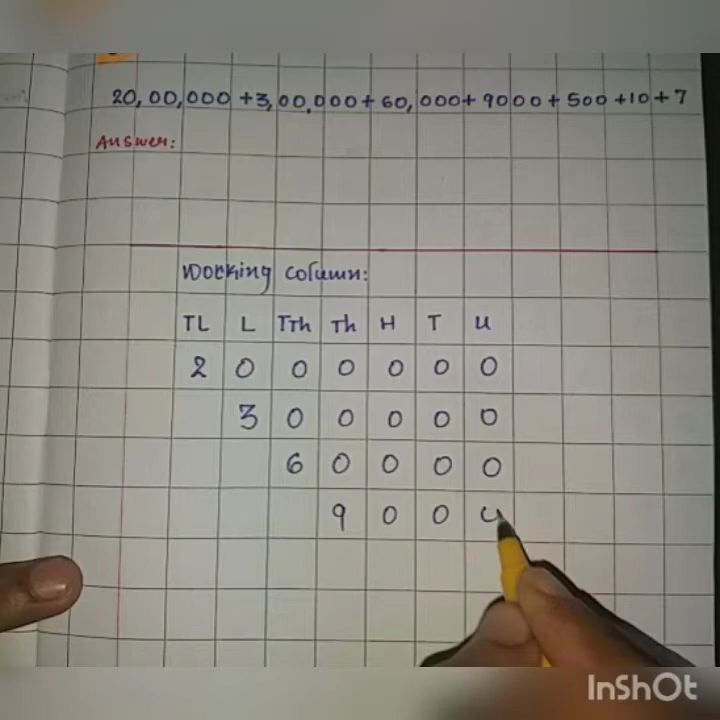 20,00,000 +3,00,000+ 60,000+ 9000+ 500 +10+7
Answer:
Working column:
TL L Tth Th H T U
2 0 0 0 0 0 0
3 0 0 0 0 0
6 0 0 0 0
9 0 0
InShOt